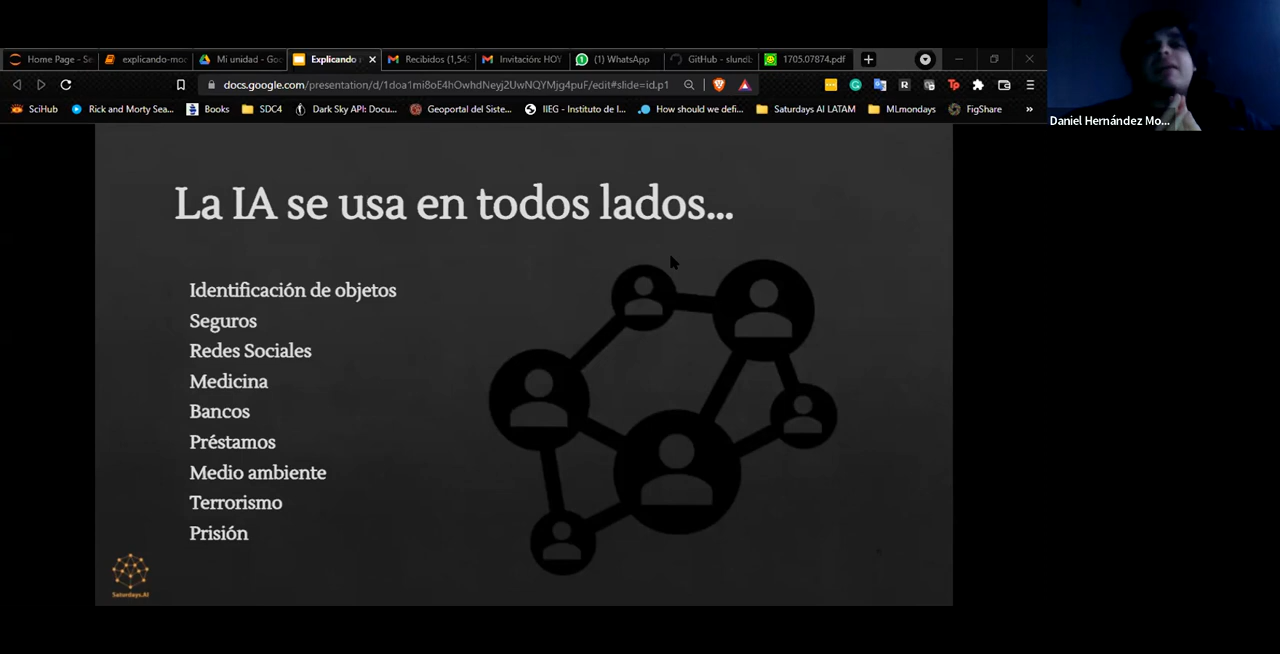 Home Page - Se
explicando-mo
Mi unidad - Goo
Explicando
Recibidos (1,54
Invitación: HOY
(1) WhatsApp
GitHub - slundb
1705.07874.pdf
docs.google.com/presentation/d/1doa1mi8oE4hOwhdNeyj2UwNQYMjg4puF/edit#slide=id.p1
SciHub
Rick and Morty Sea...
Books
SDC4
Dark Sky API: Docu...
Geoportal del Siste...
IIEG - Instituto de I...
How should we defi...
Saturdays AI LATAM
MLmondays
FigShare
»
Daniel Hernández Mo...
La IA se usa en todos lados...
Identificación de objetos
Seguros
Redes Sociales
Medicina
Bancos
Préstamos
Medio ambiente
Terrorismo
Prisión
Saturdays.AI